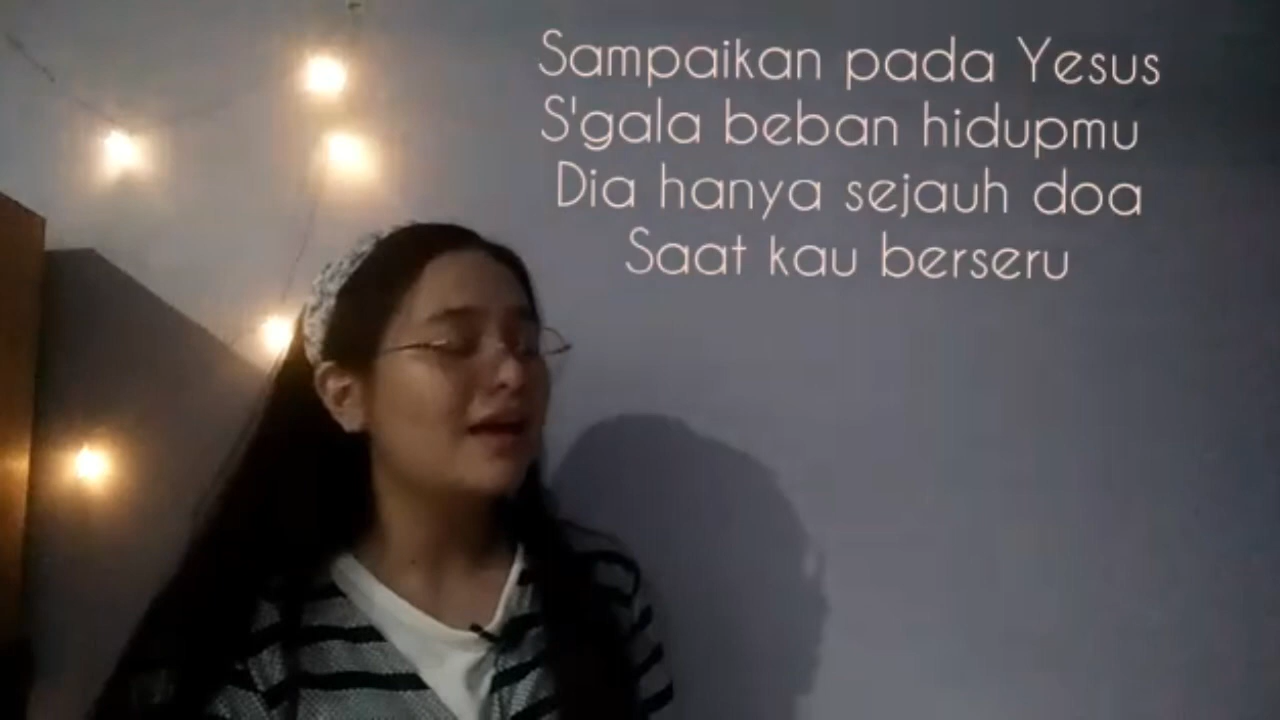 Sampaikan pada Yesus
S'gala beban hidupmu
Dia hanya sejauh doa
Saat kau berseru